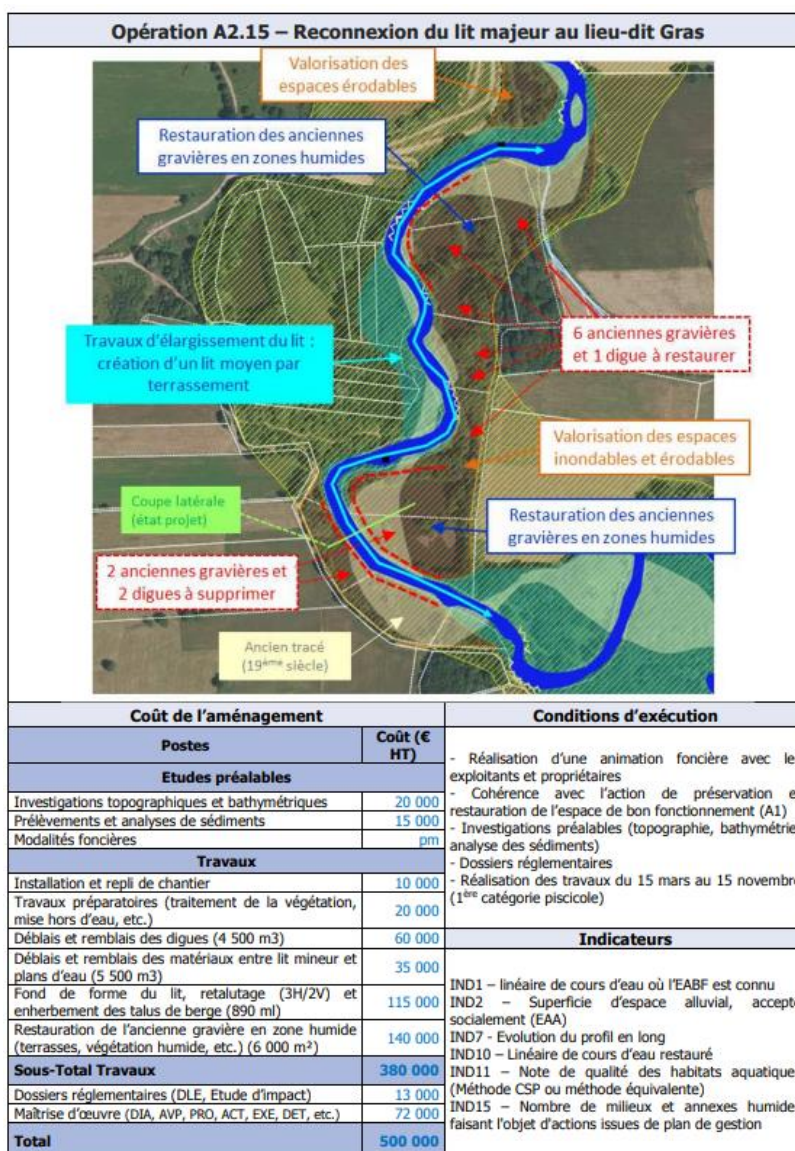 Opération A2.15 – Reconnexion du lit majeur au lieu-dit Gras
Valorisation des
espaces érodables
Restauration des anciennes
gravières en zones humides
Travaux d'élargissement du lit :
création d'un lit moyen par
terrassement
6 anciennes gravières
et 1 digue à restaurer
Valorisation des espaces
inondables et érodables
Coupe latérale
(état projet)
Restauration des anciennes
gravières en zones humides
2 anciennes gravières et
2 digues à supprimer
Ancien tracé
(19ème siècle)
Coût de l'aménagement
Postes
Coût (€
HT)
Etudes préalables
Investigations topographiques et bathymétriques 20 000
Prélèvements et analyses de sédiments 15 000
Modalités foncières pm
Travaux
Installation et repli de chantier 10 000
Travaux préparatoires (traitement de la végétation,
mise hors d'eau, etc.) 20 000
Déblais et remblais des digues (4 500 m3) 60 000
Déblais et remblais des matériaux entre lit mineur et
plans d'eau (5 500 m3) 35 000
Fond de forme du lit, retalutage (3H/2V) et
enherbement des talus de berge (890 ml) 115 000
Restauration de l'ancienne gravière en zone humide
(terrasses, végétation humide, etc.) (6 000 m²) 140 000
Sous-Total Travaux 380 000
Dossiers réglementaires (DLE, Etude d'impact) 13 000
Maîtrise d'œuvre (DIA, AVP, PRO, ACT, EXE, DET, etc.) 72 000
Total 500 000
Conditions d'exécution
- Réalisation d'une animation foncière avec le
exploitants et propriétaires
- Cohérence avec l'action de préservation e
restauration de l'espace de bon fonctionnement (A1)
- Investigations préalables (topographie, bathymétrie
analyse des sédiments)
- Dossiers réglementaires
- Réalisation des travaux du 15 mars au 15 novembre
(1ère catégorie piscicole)
Indicateurs
IND1 – linéaire de cours d'eau où l'EABF est connu
IND2 – Superficie d'espace alluvial, accepté
socialement (EAA)
IND7 - Evolution du profil en long
IND10 – Linéaire de cours d'eau restauré
IND11 – Note de qualité des habitats aquatique
(Méthode CSP ou méthode équivalente)
IND15 – Nombre de milieux et annexes humide
faisant l'objet d'actions issues de plan de gestion